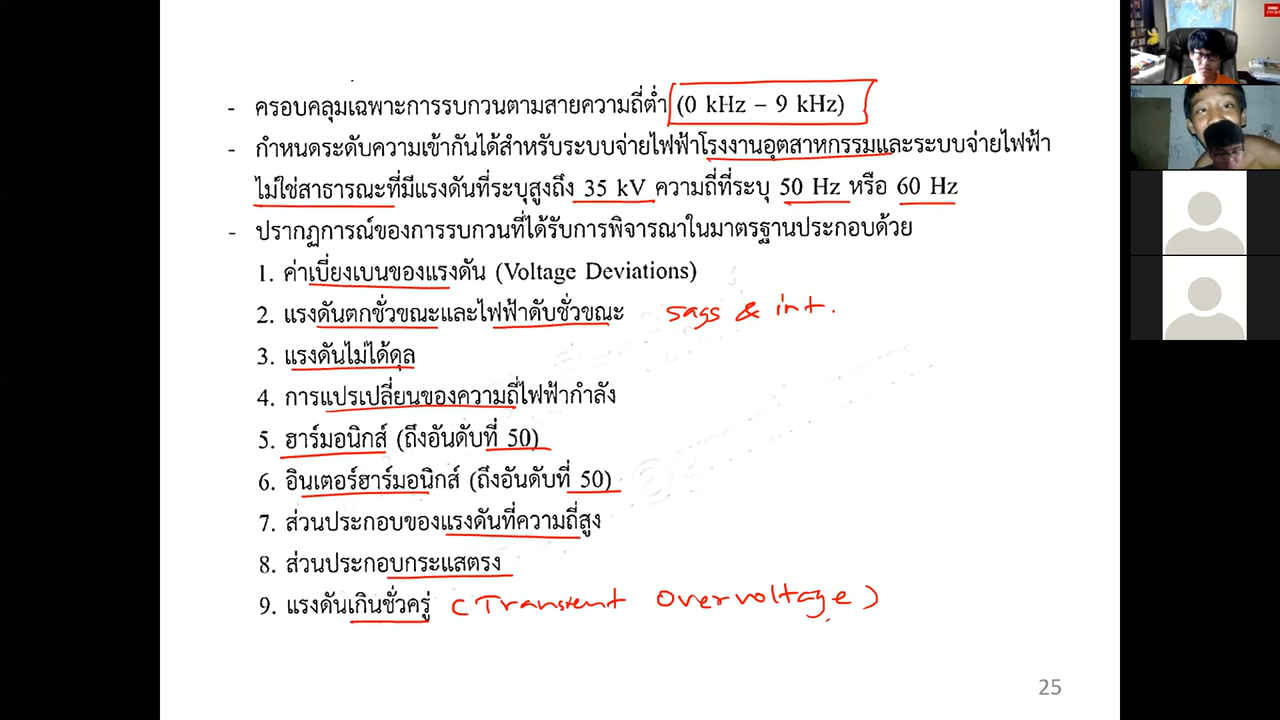 - ครอบคลุมเฉพาะการรบกวนตามสายความถี่ต่ำ (0 kHz – 9 kHz)
- กำหนดระดับความเข้ากันได้สำหรับระบบจ่ายไฟฟ้าโรงงานอุตสาหกรรมและระบบจ่ายไฟฟ้า
ไม่ใช่สาธารณะที่มีแรงดันที่ระบุสูงถึง 35 kV ความถี่ที่ระบุ 50 Hz หรือ 60 Hz
- ปรากฏการณ์ของการรบกวนที่ได้รับการพิจารณาในมาตรฐานประกอบด้วย
1. ค่าเบี่ยงเบนของแรงดัน (Voltage Deviations)
2. แรงดันตกชั่วขณะและไฟฟ้าดับชั่วขณะ sags & int.
3. แรงดันไม่ได้ดุล
4. การแปรเปลี่ยนของความถี่ไฟฟ้ากำลัง
5. ฮาร์มอนิกส์ (ถึงอันดับที่ 50)
6. อินเตอร์ฮาร์มอนิกส์ (ถึงอันดับที่ 50)
7. ส่วนประกอบของแรงดันที่ความถี่สูง
8. ส่วนประกอบกระแสตรง
9. แรงดันเกินชั่วครู่ (Transient Overvoltage)
25